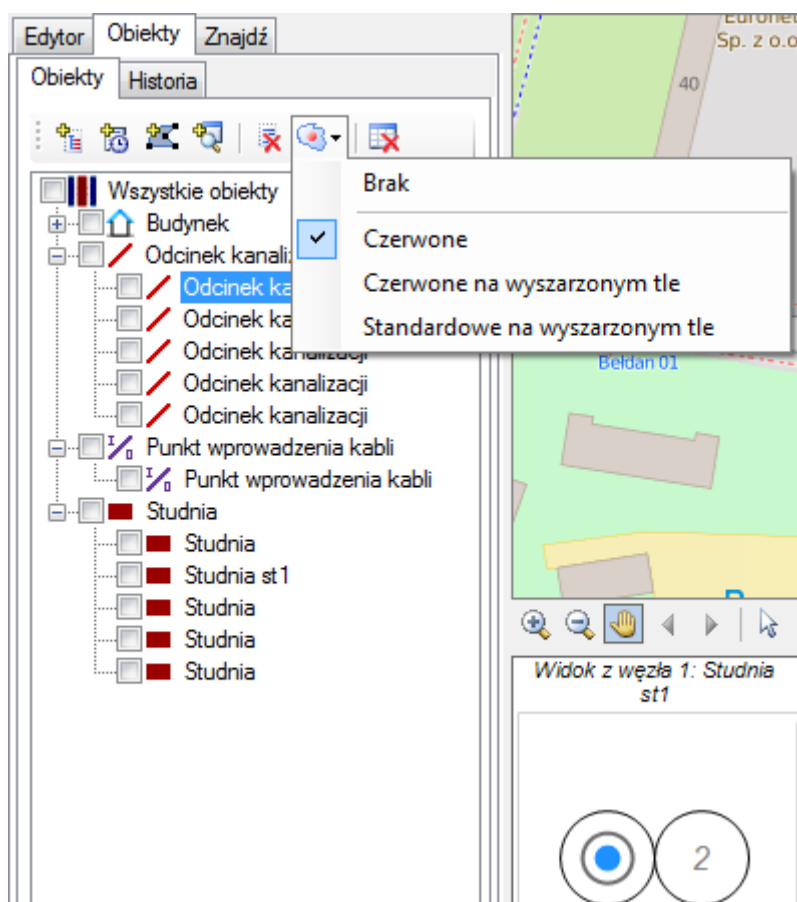 Edytor Obiekty Znajdź
Obiekty Historia
Wszystkie obiekty
Budynek
Odcinek kanali
Odcinek ka
Odcinek ka
Odcinek kanalizacji
Odcinek kanalizacji
Odcinek kanalizacji
Punkt wprowadzenia kabli
Punkt wprowadzenia kabli
Studnia
Studnia
Studnia st1
Studnia
Studnia
Studnia
Brak
Czerwone
Czerwone na wyszarzonym tle
Standardowe na wyszarzonym tle
Euronet
Sp. z o.o
40
Bełdan 01
Widok z węzła 1: Studnia
st1
2